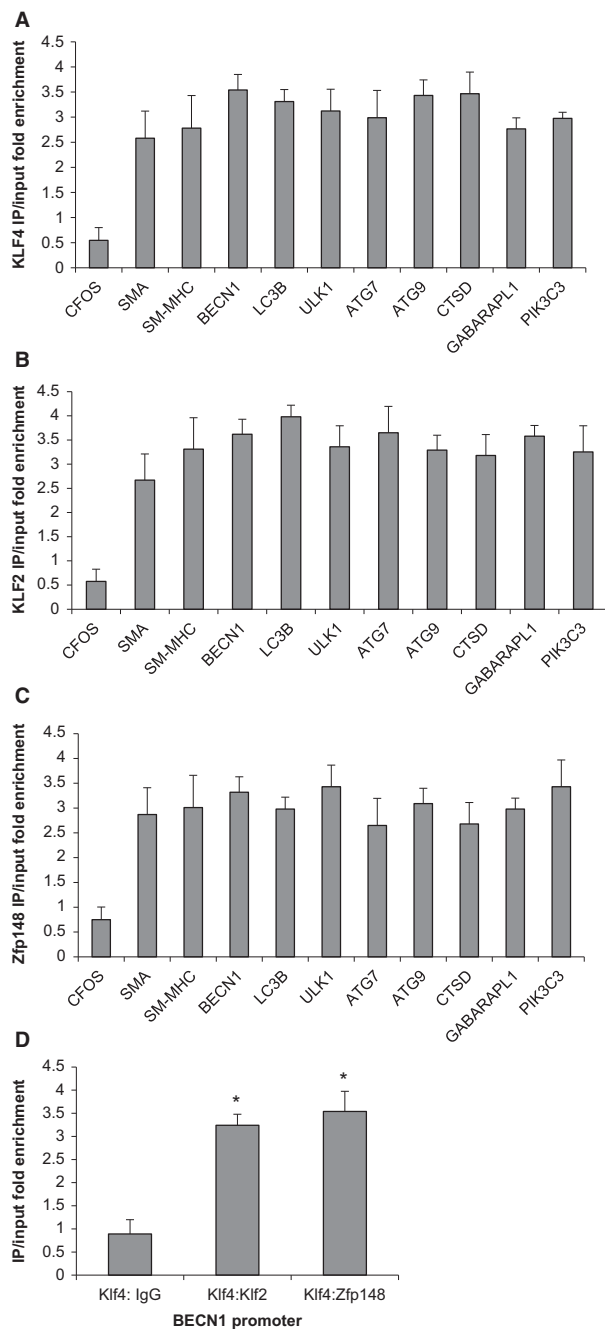 A
KLF4 IP/input fold enrichment
4.5
4
3.5
3
2.5
2
1.5
1
0.5
0
CFOS
SMA
SM-MHC
BECN1
LC3B
ULK1
ATG7
ATG9
CTSD
GABARAPL1
PIK3C3
B
KLF2 IP/input fold enrichment
4.5
4
3.5
3
2.5
2
1.5
1
0.5
0
CFOS
SMA
SM-MHC
BECN1
LC3B
ULK1
ATG7
ATG9
CTSD
GABARAPL1
PIK3C3
C
Zfp148 IP/input fold enrichment
4.5
4
3.5
3
2.5
2
1.5
1
0.5
0
CFOS
SMA
SM-MHC
BECN1
LC3B
ULK1
ATG7
ATG9
CTSD
GABARAPL1
PIK3C3
D
IP/input fold enrichment
4.5
4
3.5
3
2.5
2
1.5
1
0.5
0
*
*
Klf4: IgG
Klf4:Klf2
Klf4:Zfp148
BECN1 promoter